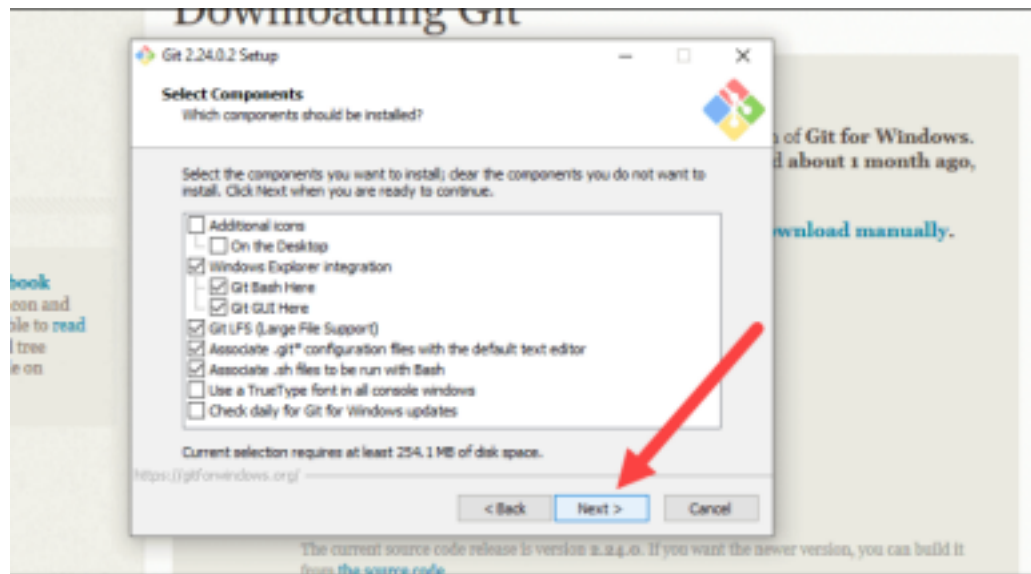 Downloading Git
Git 2.24.0.2 Setup
Select Components
Which components should be installed?
of Git for Windows.
about 1 month ago,
Select the components you want to install; clear the components you do not want to
install. Click Next when you are ready to continue.
Additional icons
On the Desktop
Windows Explorer integration
Git Bash Here
Git GUI Here
Git LFS (Large File Support)
Associate .git* configuration files with the default text editor
Associate .sh files to be run with Bash
Use a TrueType font in all console windows
Check daily for Git for Windows updates
manually.
book
and
to read
tree
on
Current selection requires at least 254.1 MB of disk space.
https://gitforwindows.org/
< Back
Next >
Cancel
The current source code release is version 2.24.0. If you want the newer version, you can build it
from the source code.